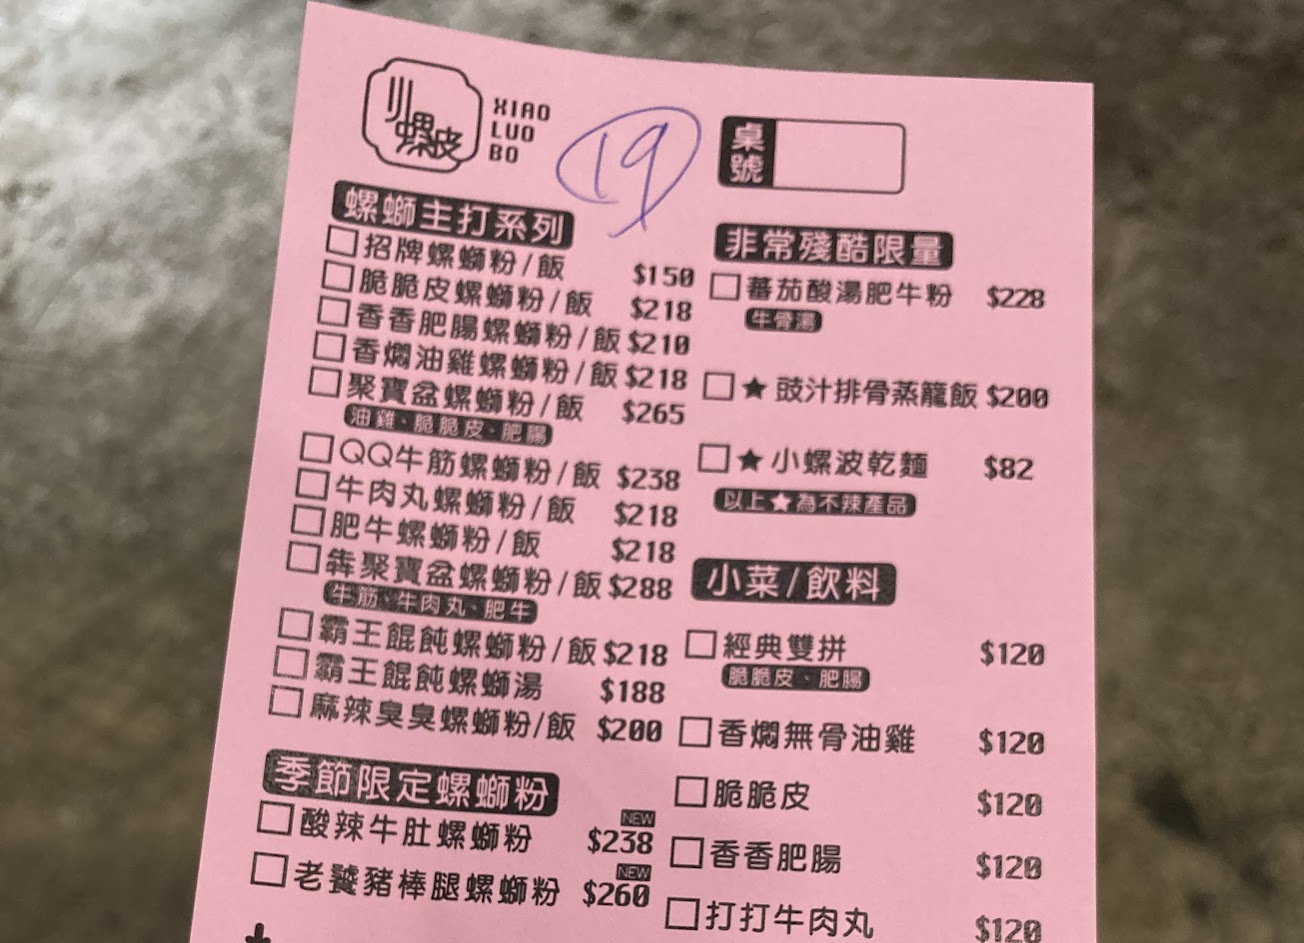 小螺波
XIAO
LUO
BO
19
桌號
螺螄主打系列
招牌螺螄粉/飯 $150
脆脆皮螺螄粉/飯 $218
香香肥腸螺螄粉/飯 $210
香燜油雞螺螄粉/飯 $218
聚寶盆螺螄粉/飯 $265
油雞、脆脆皮、肥腸
QQ牛筋螺螄粉/飯 $238
牛肉丸螺螄粉/飯 $218
肥牛螺螄粉/飯 $218
犇聚寶盆螺螄粉/飯 $288
牛筋、牛肉丸、肥牛
霸王餛飩螺螄粉/飯 $218
霸王餛飩螺螄湯 $188
麻辣臭臭螺螄粉/飯 $200
季節限定螺螄粉
NEW
酸辣牛肚螺螄粉 $238
NEW
老饕豬棒腿螺螄粉 $260
非常殘酷限量
蕃茄酸湯肥牛粉 $228
牛骨湯
★豉汁排骨蒸籠飯 $200
★小螺波乾麵 $82
以上★為不辣產品
小菜/飲料
經典雙拼 $120
脆脆皮、肥腸
香燜無骨油雞 $120
脆脆皮 $120
香香肥腸 $120
打打牛肉丸 $120